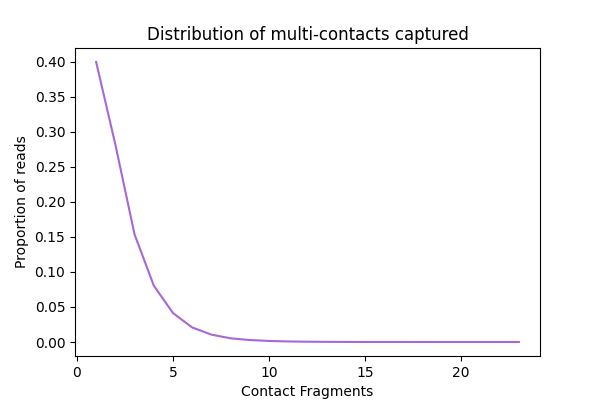 Distribution of multi-contacts captured
0.40
0.35
0.30
0.25
0.20
0.15
0.10
0.05
0.00
Proportion of reads
0 5 10 15 20
Contact Fragments